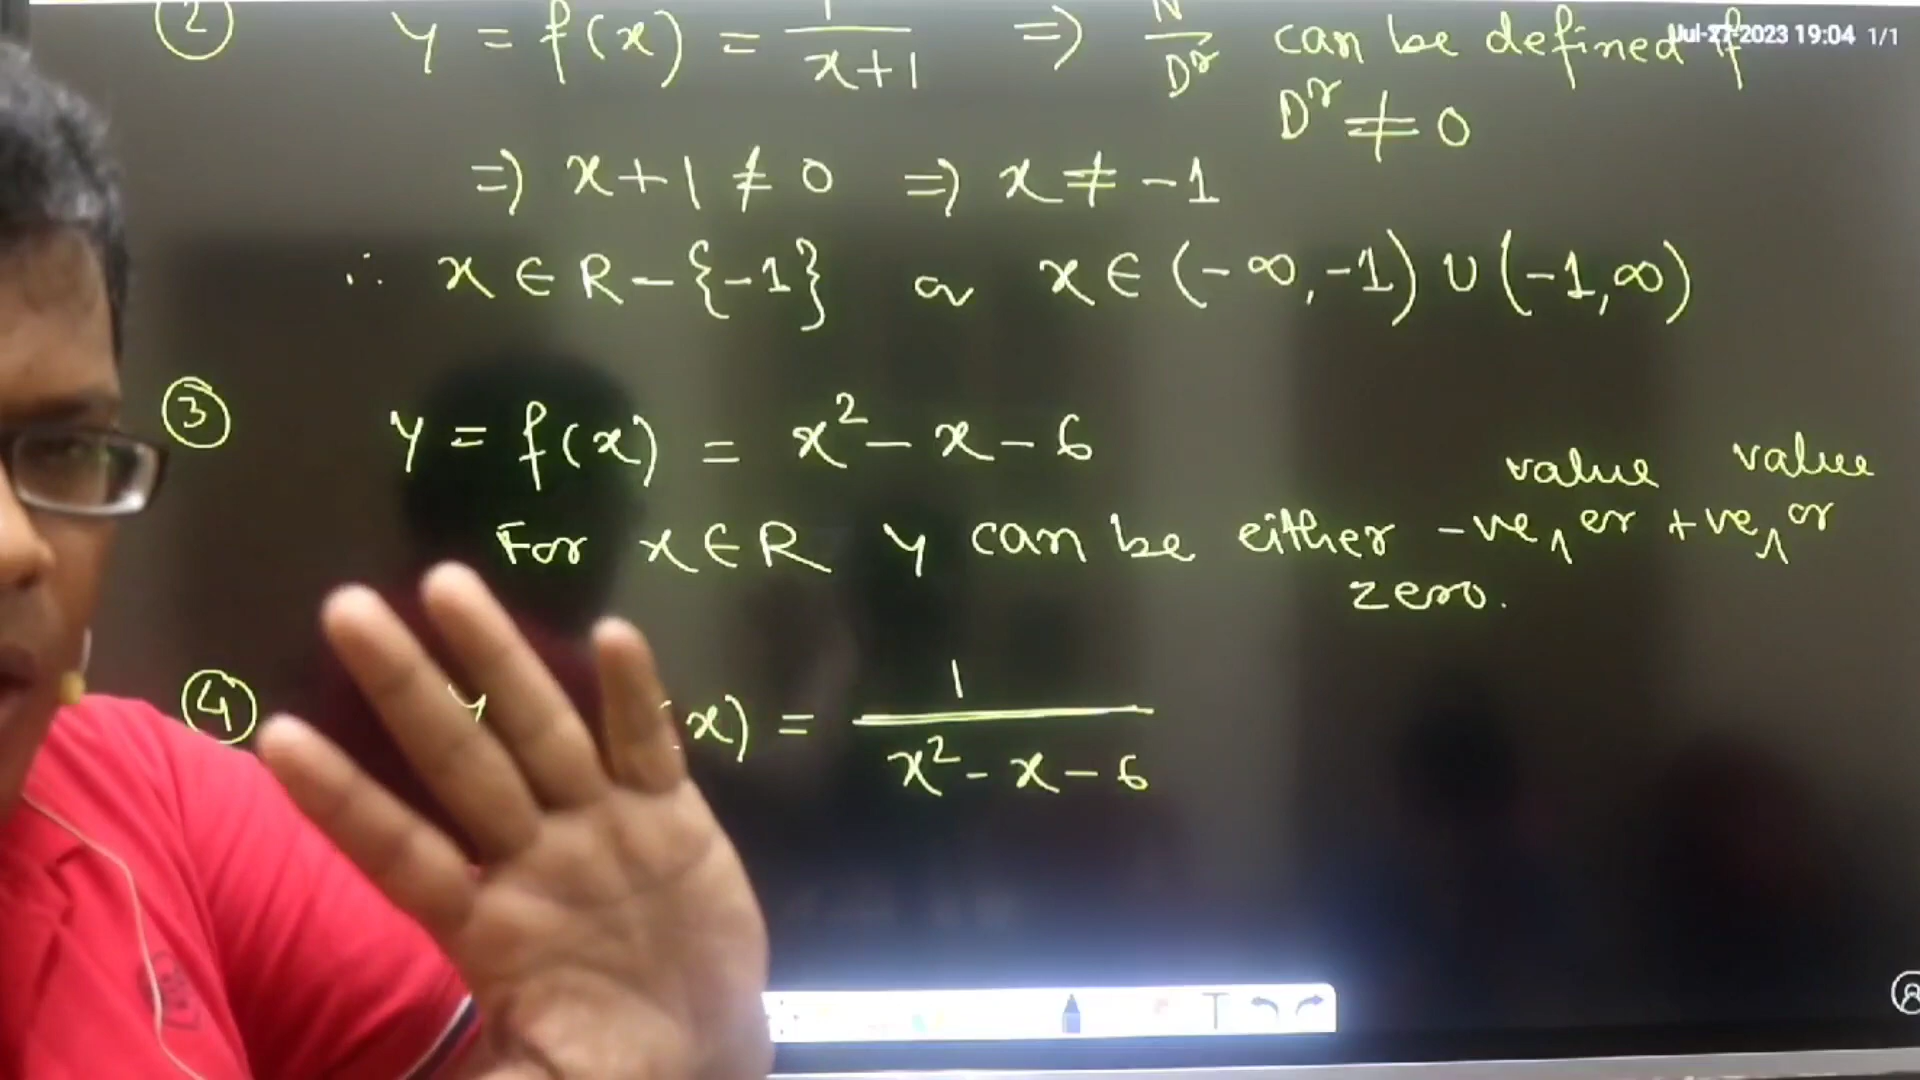 ② y = f(x) = 1/(x+1) ⇒ Nr/Dr can be defined if
Jul-27-2023 19:04 1/1
Dr ≠ 0
⇒ x+1 ≠ 0 ⇒ x ≠ -1
∴ x ∈ R - {-1} or x ∈ (-∞, -1) ∪ (-1, ∞)
③ y = f(x) = x² - x - 6
value value
For x ∈ R y can be either -ve ∧ or +ve ∧ or
zero.
④ y (x) = 1/(x² - x - 6)
T